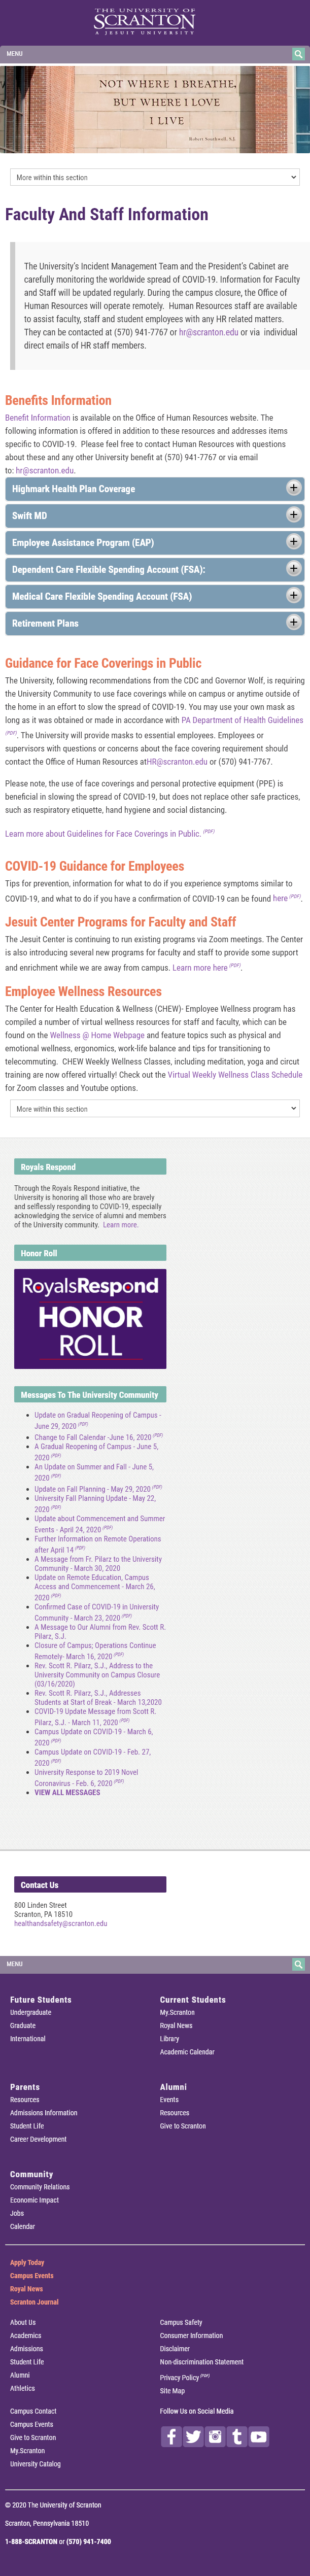 THE UNIVERSITY OF
SCRANTON
A JESUIT UNIVERSITY
MENU
NOT WHERE I BREATHE,
BUT WHERE I LOVE
I LIVE
Robert Southwell, S.J.
More within this section
Faculty And Staff Information
The University's Incident Management Team and the President's Cabinet are
carefully monitoring the worldwide spread of COVID-19. Information for Faculty
and Staff will be updated regularly. During the campus closure, the Office of
Human Resources will operate remotely. Human Resources staff are available
to assist faculty, staff and student employees with any HR related matters.
They can be contacted at (570) 941-7767 or hr@scranton.edu or via individual
direct emails of HR staff members.
Benefits Information
Benefit Information is available on the Office of Human Resources website. The
following information is offered in addition to these resources and addresses items
specific to COVID-19. Please feel free to contact Human Resources with questions
about these and any other University benefit at (570) 941-7767 or via email
to: hr@scranton.edu.
Highmark Health Plan Coverage
Swift MD
Employee Assistance Program (EAP)
Dependent Care Flexible Spending Account (FSA):
Medical Care Flexible Spending Account (FSA)
Retirement Plans
Guidance for Face Coverings in Public
The University, following recommendations from the CDC and Governor Wolf, is requiring
the University Community to use face coverings while on campus or anytime outside of
the home in an effort to slow the spread of COVID-19. You may use your own mask as
long as it was obtained or made in accordance with PA Department of Health Guidelines
(PDF). The University will provide masks to essential employees. Employees or
supervisors with questions or concerns about the requirements about face coverings should
contact the Office of Human Resources atHR@scranton.edu or (570) 941-7767.
Please note, the use of face coverings and personal protective equipment (PPE) is
beneficial in slowing the spread of COVID-19, but does not replace other safe practices,
such as respiratory etiquette, hand hygiene and social distancing.
Learn more about Guidelines for Face Coverings in Public. (PDF)
COVID-19 Guidance for Employees
Tips for prevention, information for what to do if you experience symptoms similar to
COVID-19, and what to do if you have a confirmation of COVID-19 can be found here (PDF).
Jesuit Center Programs for Faculty and Staff
The Jesuit Center is continuing to run existing programs via Zoom meetings. The Center
is also introducing several new programs for faculty and staff to provide some support
and enrichment while we are away from campus. Learn more here (PDF).
Employee Wellness Resources
The Center for Health Education & Wellness (CHEW)- Employee Wellness program has
compiled a number of virtual wellness resources to our website. These resources can be
found on the Wellness @ Home Webpage and feature topics such as physical and
emotional wellness, ergonomics, work-life balance and tips for transitioning to
telecommuting. CHEW Weekly Wellness Classes, including meditation, yoga and cicuit
training are now offered virtually! Check out the Virtual Weekly Wellness Class Schedule
for Zoom classes and Youtube options.
More within this section
Royals Respond
Through the Royals Respond initiative, the
University is honoring all those who are bravely
and selflessly responding to COVID-19, especially
acknowledging the service of alumni and members
of the University community. Learn more.
Honor Roll
RoyalsRespond
HONOR
ROLL
Messages To The University Community
Update on Gradual Reopening of Campus -
June 29, 2020 (PDF)
Change to Fall Calendar -June 16, 2020 (PDF)
A Gradual Reopening of Campus - June 5,
2020 (PDF)
An Update on Summer and Fall - June 5,
2020 (PDF)
Update on Fall Planning - May 29, 2020 (PDF)
University Fall Planning Update - May 22,
2020 (PDF)
Update about Commencement and Summer
Events - April 24, 2020 (PDF)
Further Information on Remote Operations
after April 14 (PDF)
A Message from Fr. Pilarz to the University
Community - March 30, 2020
Update on Remote Education, Campus
Access and Commencement - March 26,
2020 (PDF)
Confirmed Case of COVID-19 in University
Community - March 23, 2020 (PDF)
A Message to Our Alumni from Rev. Scott R.
Pilarz, S.J.
Closure of Campus; Operations Continue
Remotely- March 16, 2020 (PDF)
Rev. Scott R. Pilarz, S.J., Address to the
University Community on Campus Closure
(03/16/2020)
Rev. Scott R. Pilarz, S.J., Addresses
Students at Start of Break - March 13,2020
COVID-19 Update Message from Scott R.
Pilarz, S.J. - March 11, 2020 (PDF)
Campus Update on COVID-19 - March 6,
2020 (PDF)
Campus Update on COVID-19 - Feb. 27,
2020 (PDF)
University Response to 2019 Novel
Coronavirus - Feb. 6, 2020 (PDF)
VIEW ALL MESSAGES
Contact Us
800 Linden Street
Scranton, PA 18510
healthandsafety@scranton.edu
MENU
Future Students
Undergraduate
Graduate
International
Current Students
My.Scranton
Royal News
Library
Academic Calendar
Parents
Resources
Admissions Information
Student Life
Career Development
Alumni
Events
Resources
Give to Scranton
Community
Community Relations
Economic Impact
Jobs
Calendar
Apply Today
Campus Events
Royal News
Scranton Journal
About Us
Academics
Admissions
Student Life
Alumni
Athletics
Campus Safety
Consumer Information
Disclaimer
Non-discrimination Statement
Privacy Policy (PDF)
Site Map
Campus Contact
Campus Events
Give to Scranton
My.Scranton
University Catalog
Follow Us on Social Media
© 2020 The University of Scranton
Scranton, Pennsylvania 18510
1-888-SCRANTON or (570) 941-7400